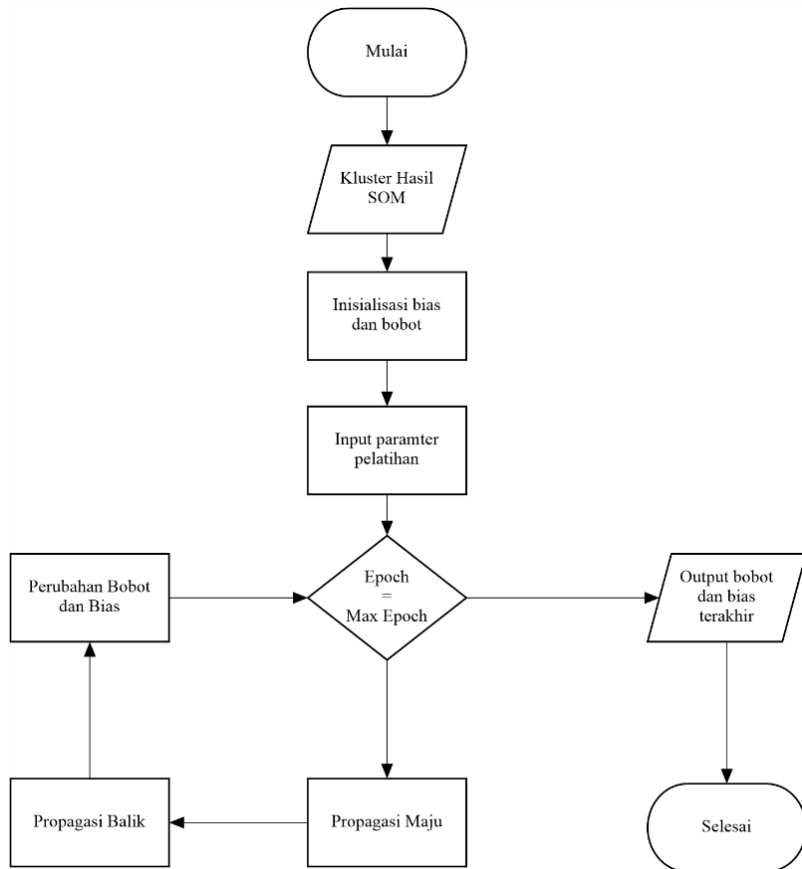 Mulai
Kluster Hasil
SOM
Inisialisasi bias
dan bobot
Input paramter
pelatihan
Perubahan Bobot
dan Bias
Epoch
=
Max Epoch
Output bobot
dan bias
terakhir
Propagasi Balik
Propagasi Maju
Selesai